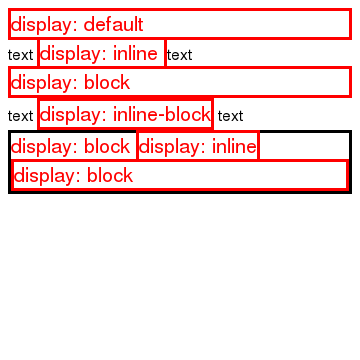 display: default
text display: inline text
display: block
text display: inline-block text
display: block display: inline
display: block